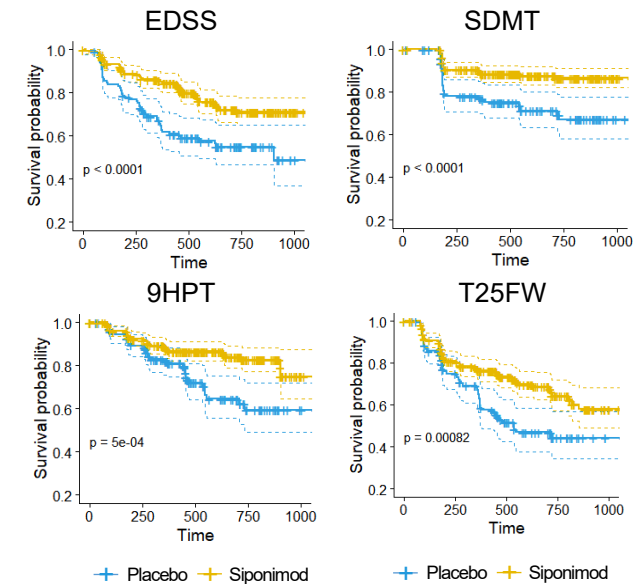 EDSS
SDMT
Survival probability
1.0
0.8
0.6
0.4
0.2
p < 0.0001
0 250 500 750 1000
Time
Survival probability
1.0
0.8
0.6
0.4
0.2
p < 0.0001
0 250 500 750 1000
Time
9HPT
T25FW
Survival probability
1.0
0.8
0.6
0.4
0.2
p = 5e-04
0 250 500 750 1000
Time
Survival probability
1.0
0.8
0.6
0.4
0.2
p = 0.00082
0 250 500 750 1000
Time
Placebo Siponimod
Placebo Siponimod